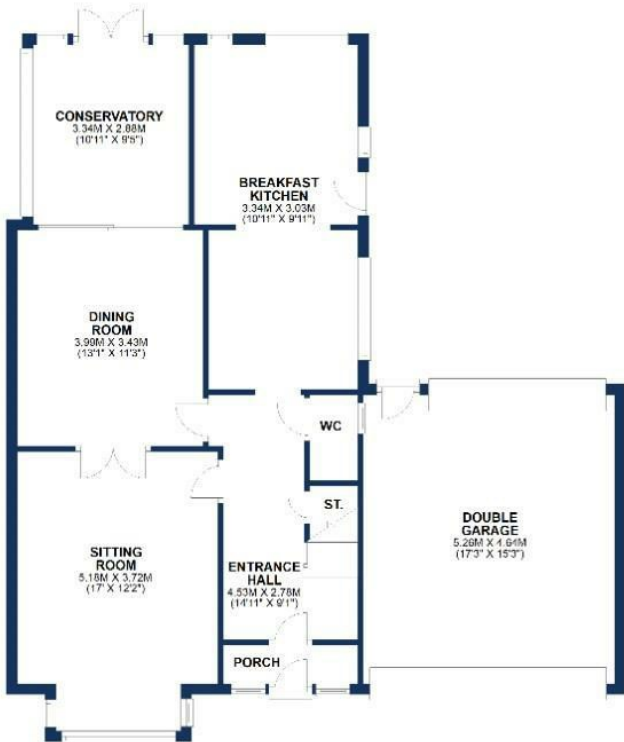 CONSERVATORY
3.34M X 2.88M
(10'11" X 9'5")
BREAKFAST
KITCHEN
3.34M X 3.03M
(10'11" X 9'11")
DINING
ROOM
3.99M X 3.43M
(13'1" X 11'3")
WC
ST.
DOUBLE
GARAGE
5.26M X 4.64M
(17'3" X 15'3")
SITTING
ROOM
5.18M X 3.72M
(17' X 12'2")
ENTRANCE
HALL
4.53M X 2.78M
(14'11" X 9'1")
PORCH